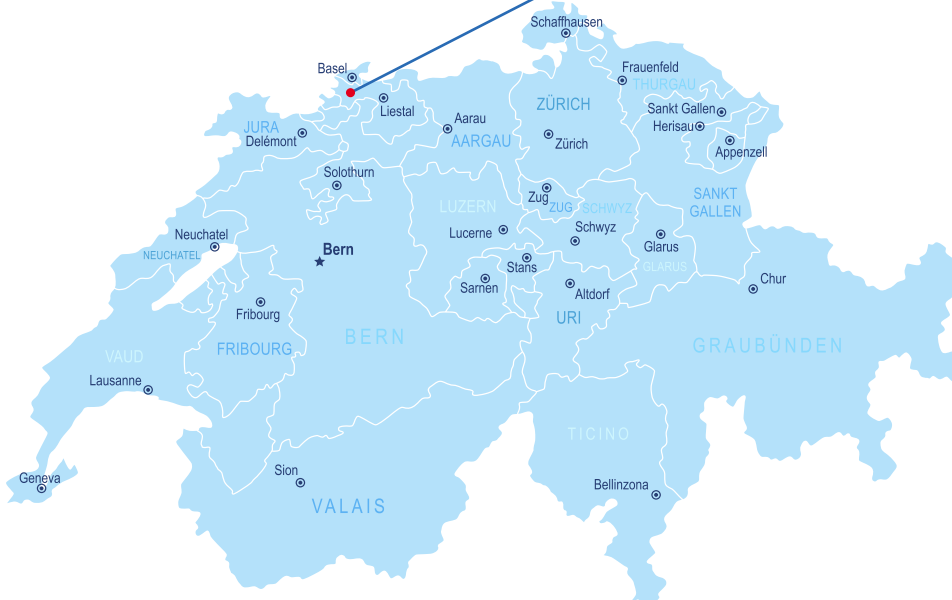 Schaffhausen
Basel
Frauenfeld
THURGAU
ZÜRICH
Sankt Gallen
Liestal
Aarau
Herisau
JURA
Delémont
AARGAU
Zürich
Appenzell
Solothurn
Zug
ZUG
SCHWYZ
SANKT
GALLEN
LUZERN
Lucerne
Schwyz
Neuchatel
NEUCHATEL
Bern
Glarus
GLARUS
Stans
Sarnen
Altdorf
Chur
Fribourg
URI
BERN
FRIBOURG
GRAUBÜNDEN
VAUD
Lausanne
TICINO
Geneva
Sion
Bellinzona
VALAIS